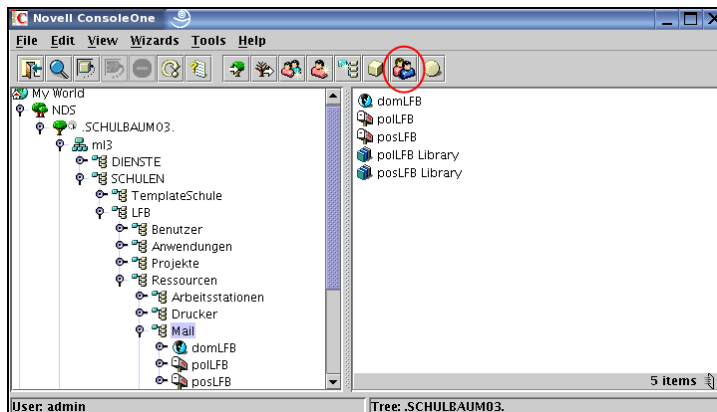 Novell ConsoleOne
File Edit View Wizards Tools Help
My World
NDS
.SCHULBAUM03.
ml3
DIENSTE
SCHULEN
TemplateSchule
LFB
Benutzer
Anwendungen
Projekte
Ressourcen
Arbeitsstationen
Drucker
Mail
domLFB
polLFB
posLFB
domLFB
polLFB
posLFB
polLFB Library
posLFB Library
5 items
User: admin
Tree: .SCHULBAUM03.